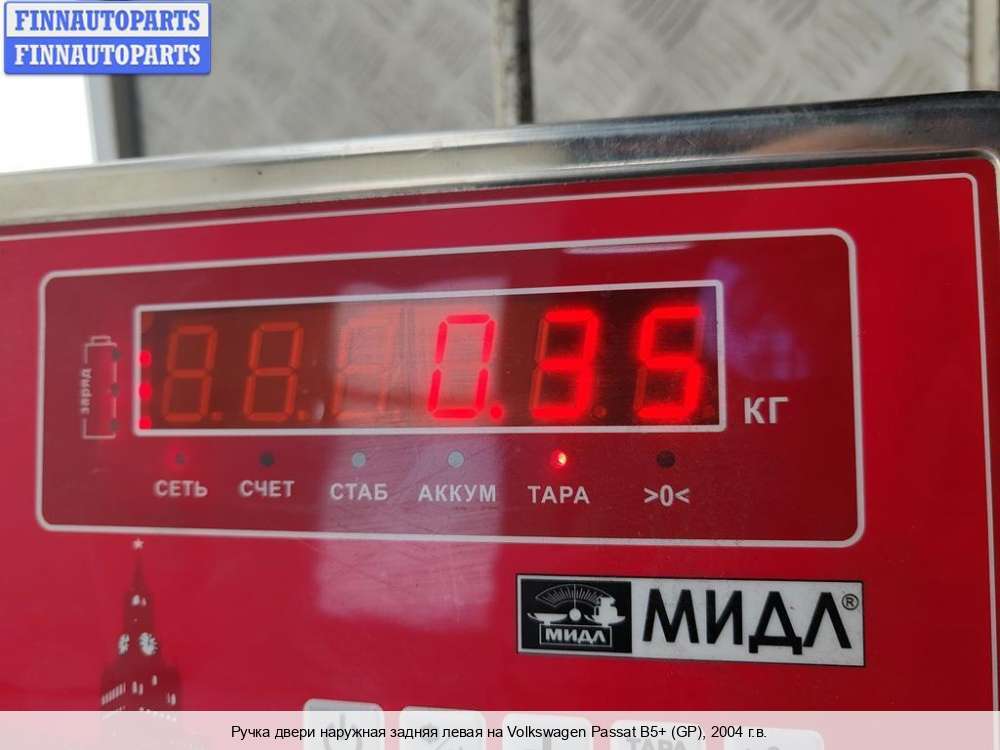 FINNAUTOPARTS
FINNAUTOPARTS
заряд
0.35
КГ
СЕТЬ СЧЕТ СТАБ АККУМ ТАРА >0<
МИДЛ
МИДЛ®
ТАРА
Ручка двери наружная задняя левая на Volkswagen Passat B5+ (GP), 2004 г.в.